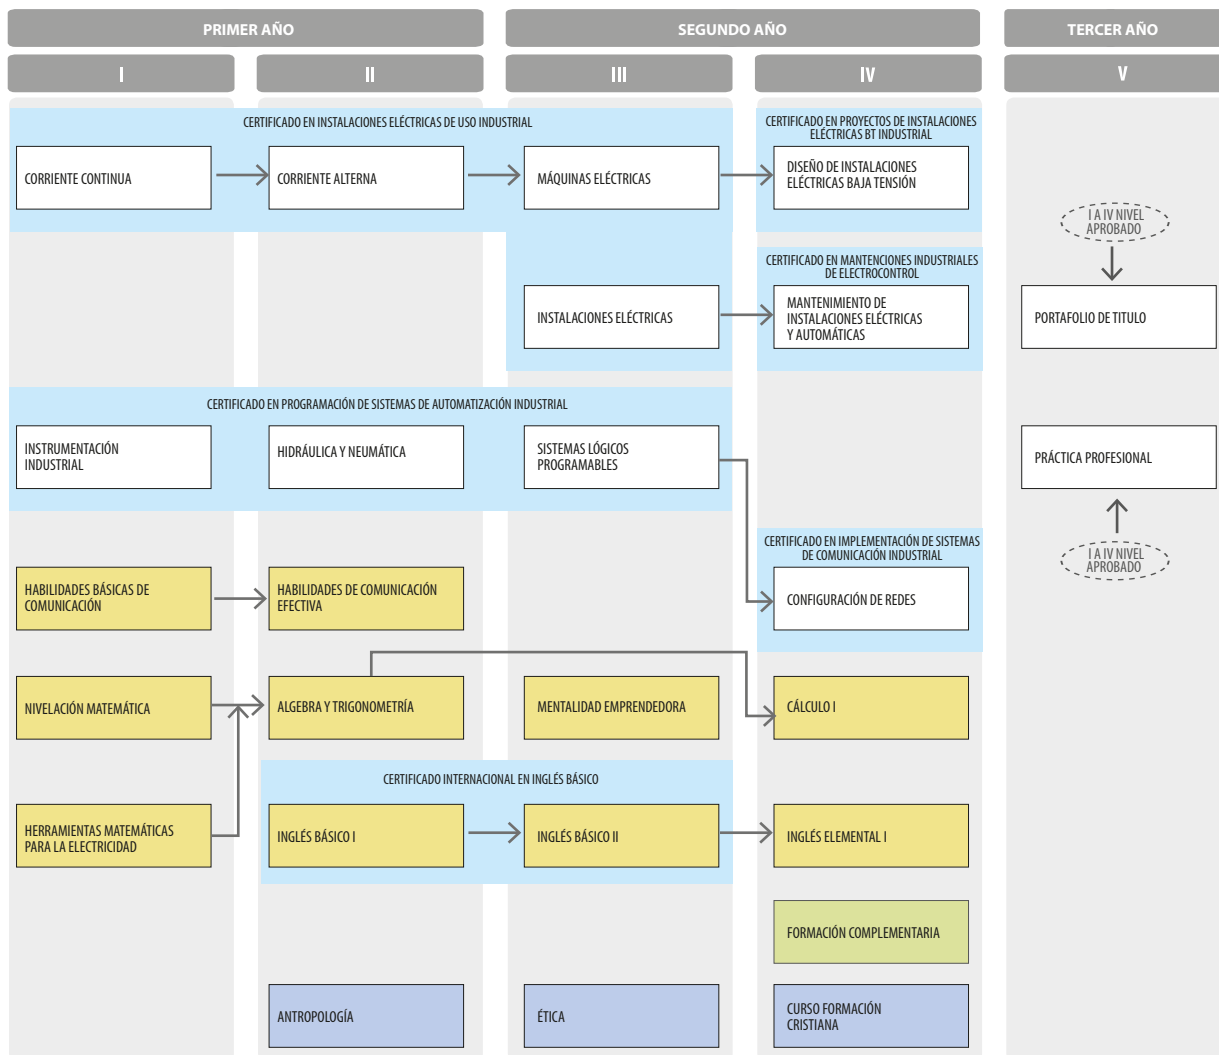 PRIMER AÑO
SEGUNDO AÑO
TERCER AÑO
I
II
III
IV
V
CERTIFICADO EN INSTALACIONES ELÉCTRICAS DE USO INDUSTRIAL
CERTIFICADO EN PROYECTOS DE INSTALACIONES
ELÉCTRICAS BT INDUSTRIAL
CORRIENTE CONTINUA
CORRIENTE ALTERNA
MÁQUINAS ELÉCTRICAS
DISEÑO DE INSTALACIONES
ELÉCTRICAS BAJA TENSIÓN
I A IV NIVEL
APROBADO
CERTIFICADO EN MANTENCIONES INDUSTRIALES
DE ELECTROCONTROL
INSTALACIONES ELÉCTRICAS
MANTENIMIENTO DE
INSTALACIONES ELÉCTRICAS
Y AUTOMÁTICAS
PORTAFOLIO DE TITULO
CERTIFICADO EN PROGRAMACIÓN DE SISTEMAS DE AUTOMATIZACIÓN INDUSTRIAL
INSTRUMENTACIÓN
INDUSTRIAL
HIDRÁULICA Y NEUMÁTICA
SISTEMAS LÓGICOS
PROGRAMABLES
PRÁCTICA PROFESIONAL
CERTIFICADO EN IMPLEMENTACIÓN DE SISTEMAS
DE COMUNICACIÓN INDUSTRIAL
I A IV NIVEL
APROBADO
HABILIDADES BÁSICAS DE
COMUNICACIÓN
HABILIDADES DE COMUNICACIÓN
EFECTIVA
CONFIGURACIÓN DE REDES
NIVELACIÓN MATEMÁTICA
ALGEBRA Y TRIGONOMETRÍA
MENTALIDAD EMPRENDEDORA
CÁLCULO I
CERTIFICADO INTERNACIONAL EN INGLÉS BÁSICO
HERRAMIENTAS MATEMÁTICAS
PARA LA ELECTRICIDAD
INGLÉS BÁSICO I
INGLÉS BÁSICO II
INGLÉS ELEMENTAL I
FORMACIÓN COMPLEMENTARIA
ANTROPOLOGÍA
ÉTICA
CURSO FORMACIÓN
CRISTIANA